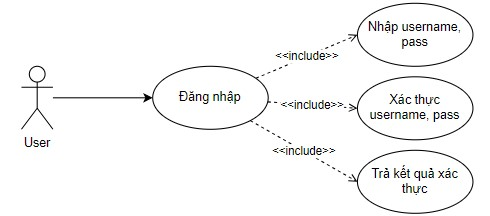 Nhập username,
pass
<<include>>
Đăng nhập
<<include>>
Xác thực
username, pass
User
<<include>>
Trả kết quả xác
thực